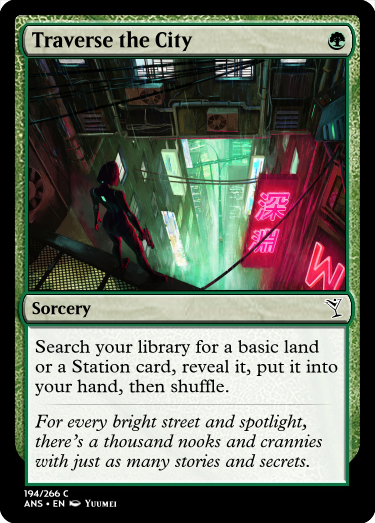 Traverse the City
深
淵
W
Sorcery
Search your library for a basic land
or a Station card, reveal it, put it into
your hand, then shuffle.
For every bright street and spotlight,
there's a thousand nooks and crannies
with just as many stories and secrets.
194/266 C
ANS • EN Yuumei